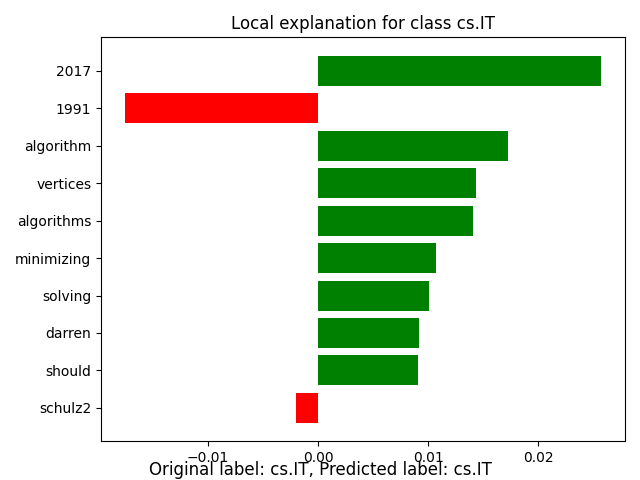 Local explanation for class cs.IT
2017
1991
algorithm
vertices
algorithms
minimizing
solving
darren
should
schulz2
−0.01 0.00 0.01 0.02
Original label: cs.IT, Predicted label: cs.IT